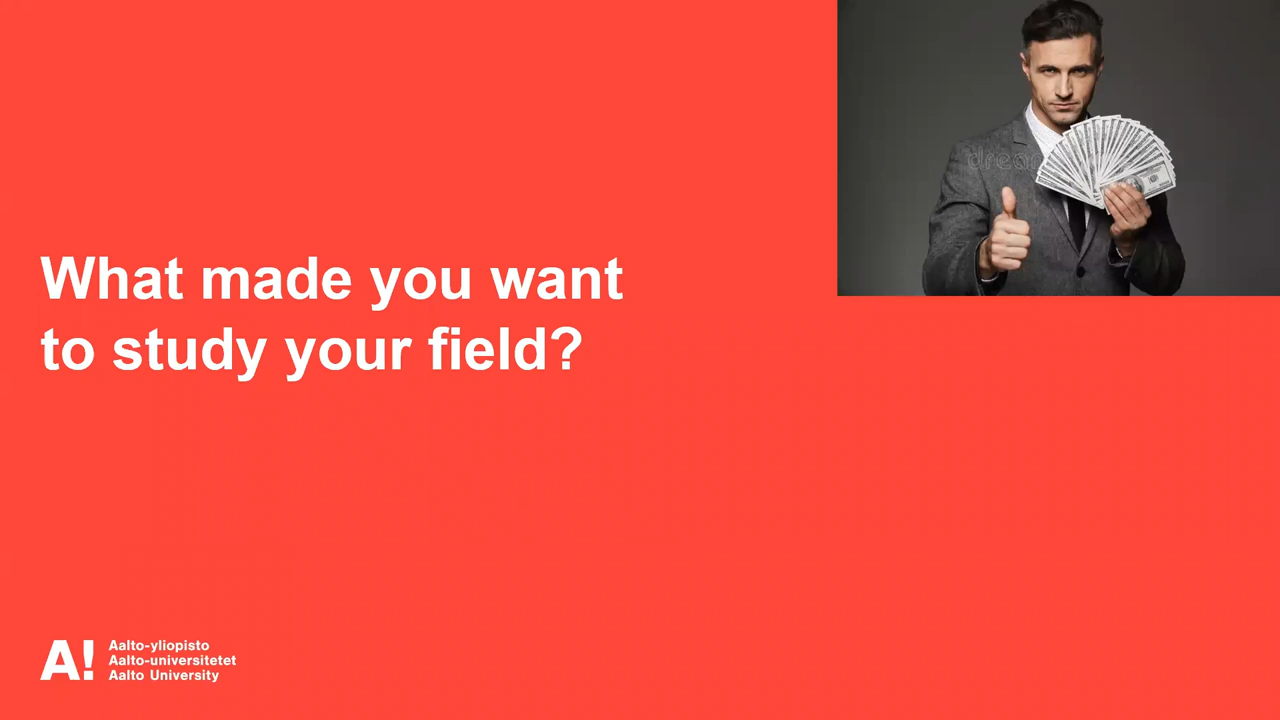 What made you want
to study your field?
A! Aalto-yliopisto
Aalto-universitetet
Aalto University